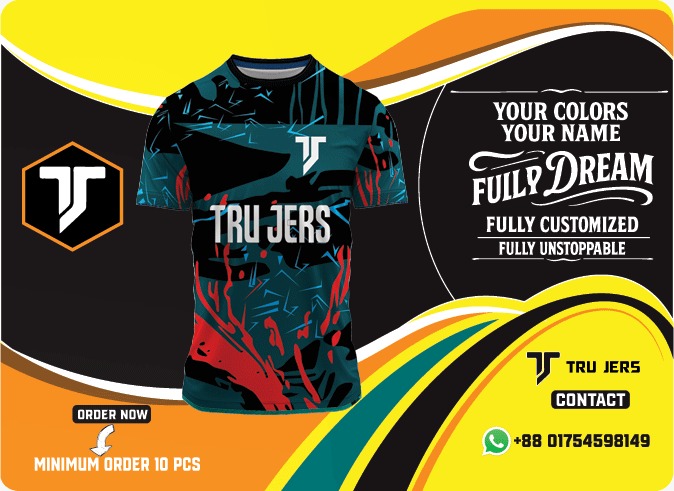 TRU JERS
YOUR COLORS
YOUR NAME
FULLY DREAM
FULLY CUSTOMIZED
FULLY UNSTOPPABLE
ORDER NOW
MINIMUM ORDER 10 PCS
TRU JERS
CONTACT
+88 01754598149